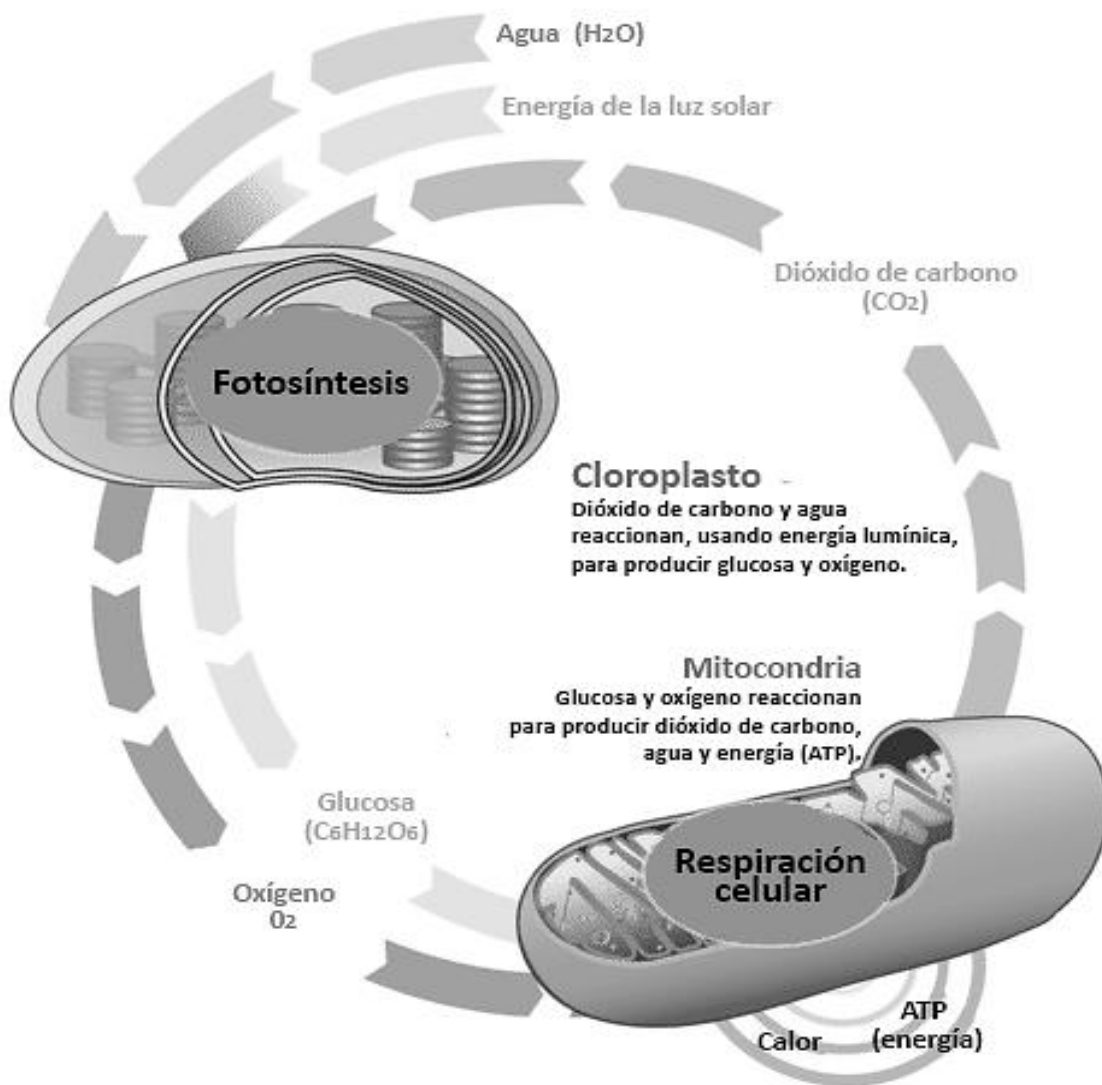 Agua (H2O)
Energía de la luz solar
Dióxido de carbono
(CO2)
Fotosíntesis
Cloroplasto
Dióxido de carbono y agua
reaccionan, usando energía lumínica,
para producir glucosa y oxígeno.
Mitocondria
Glucosa y oxígeno reaccionan
para producir dióxido de carbono,
agua y energía (ATP).
Glucosa
(C6H12O6)
Oxígeno
02
Respiración
celular
Calor
ATP
(energía)